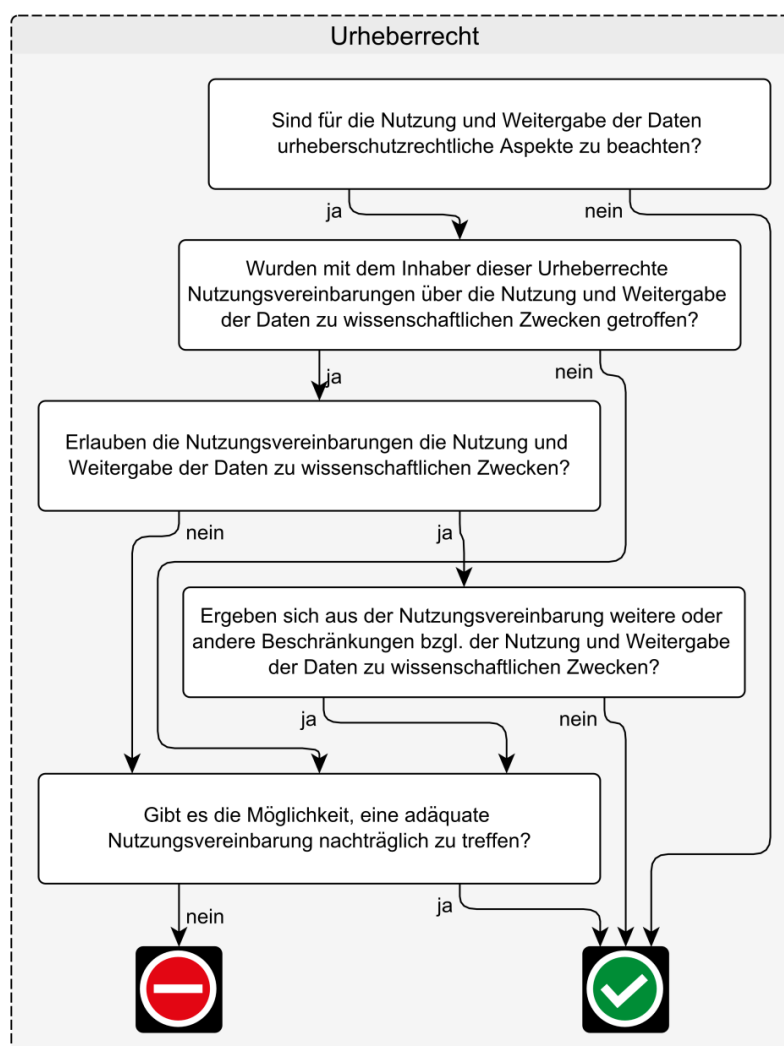 Urheberrecht
Sind für die Nutzung und Weitergabe der Daten
urheberschutzrechtliche Aspekte zu beachten?
ja
nein
Wurden mit dem Inhaber dieser Urheberrechte
Nutzungsvereinbarungen über die Nutzung und Weitergabe
der Daten zu wissenschaftlichen Zwecken getroffen?
ja
nein
Erlauben die Nutzungsvereinbarungen die Nutzung und
Weitergabe der Daten zu wissenschaftlichen Zwecken?
nein
ja
Ergeben sich aus der Nutzungsvereinbarung weitere oder
andere Beschränkungen bzgl. der Nutzung und Weitergabe
der Daten zu wissenschaftlichen Zwecken?
ja
nein
Gibt es die Möglichkeit, eine adäquate
Nutzungsvereinbarung nachträglich zu treffen?
nein
ja